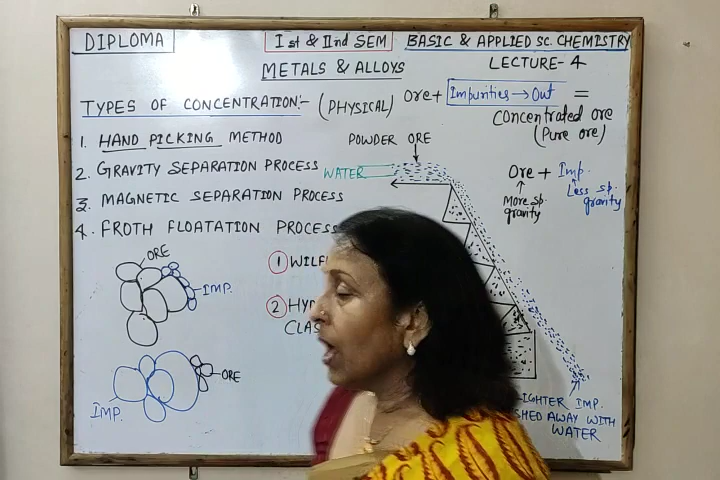 DIPLOMA
Ist & IInd SEM
BASIC & APPLIED SC. CHEMISTRY
METALS & ALLOYS
LECTURE-4
TYPES OF CONCENTRATION:- (PHYSICAL)
Ore + Impurities → Out =
Concentrated ore
(Pure ore)
1. HAND PICKING METHOD
2. GRAVITY SEPARATION PROCESS
3. MAGNETIC SEPARATION PROCESS
4. FROTH FLOATATION PROCESS
POWDER ORE
WATER
Ore + Imp.
More sp. gravity
Less sp. gravity
ORE
IMP.
1
2
ORE
IMP.
IMP.
AWAY WITH
WATER